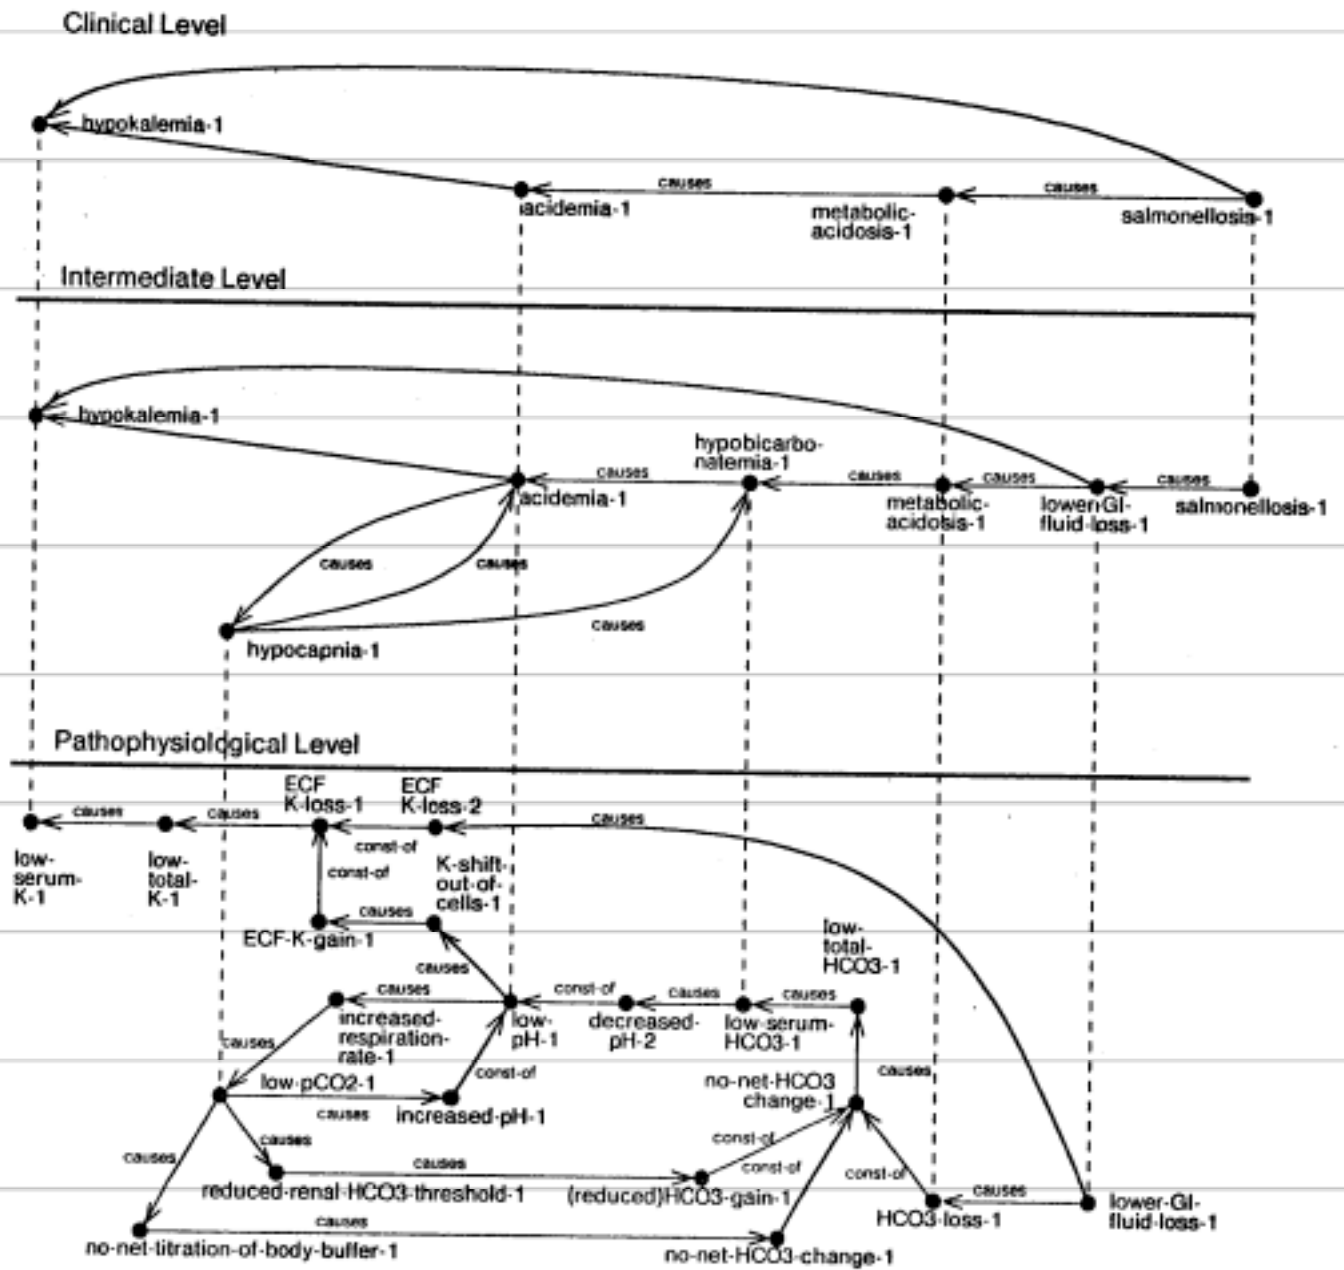 Clinical Level
hypokalemia-1
causes
causes
acidemia-1
metabolic-
acidosis-1
salmonellosis-1
Intermediate Level
hypokalemia-1
hypobicarbo-
natemia-1
causes
causes
causes
causes
acidemia-1
metabolic-
acidosis-1
lower-GI-
fluid-loss-1
salmonellosis-1
causes
causes
causes
hypocapnia-1
Pathophysiological Level
ECF
K-loss-1
ECF
K-loss-2
causes
causes
causes
const-of
const-of
low-
serum-
K-1
low-
total-
K-1
K-shift-
out-of-
cells-1
causes
ECF-K-gain-1
low-
total-
HCO3-1
causes
causes
const-of
causes
causes
increased-
respiration-
rate-1
low-
pH-1
decreased-
pH-2
low-serum-
HCO3-1
causes
low-pCO2-1
const-of
no-net-HCO3
change-1
causes
causes
increased-pH-1
causes
causes
causes
const-of
const-of
const-of
reduced-renal-HCO3-threshold-1
(reduced)HCO3-gain-1
causes
HCO3-loss-1
lower-GI-
fluid-loss-1
causes
no-net-titration-of-body-buffer-1
no-net-HCO3-change-1